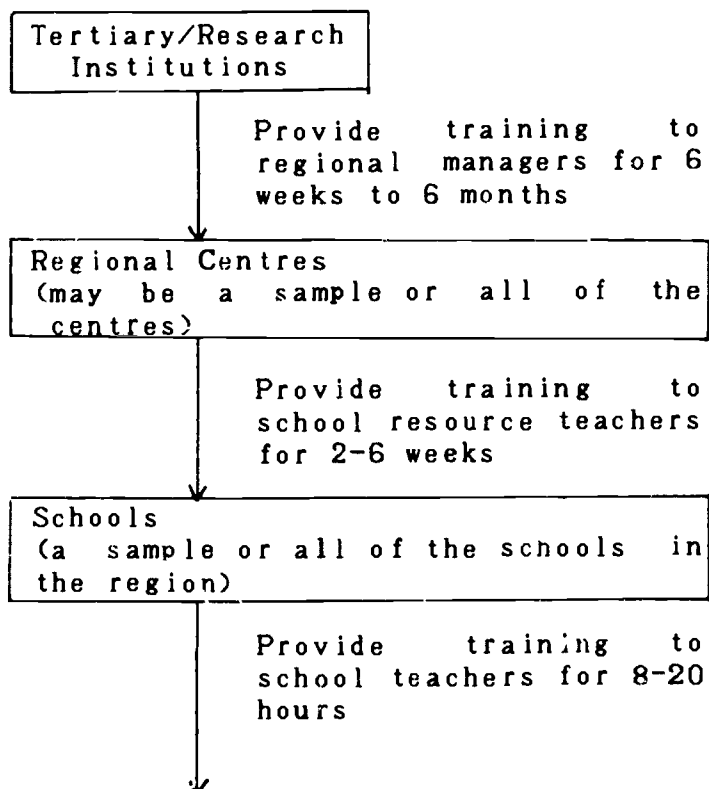 Tertiary/Research
Institutions
Provide training to
regional managers for 6
weeks to 6 months
Regional Centres
(may be a sample or all of the
centres)
Provide training to
school resource teachers
for 2-6 weeks
Schools
(a sample or all of the schools in
the region)
Provide training to
school teachers for 8-20
hours